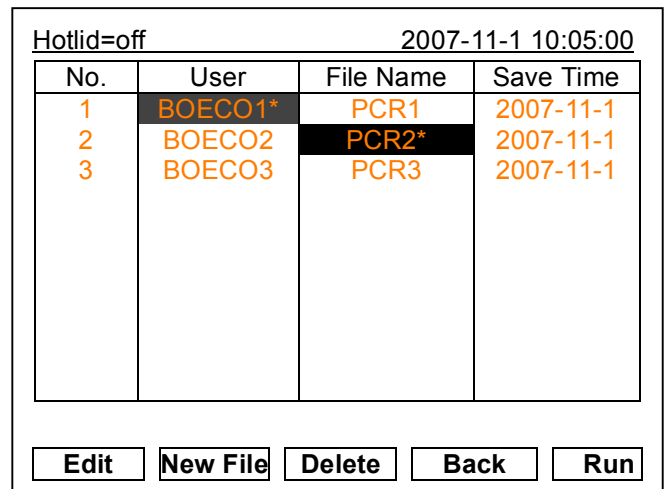 Hotlid=off 2007-11-1 10:05:00
No. User File Name Save Time
1 BOECO1* PCR1 2007-11-1
2 BOECO2 PCR2* 2007-11-1
3 BOECO3 PCR3 2007-11-1
Edit New File Delete Back Run